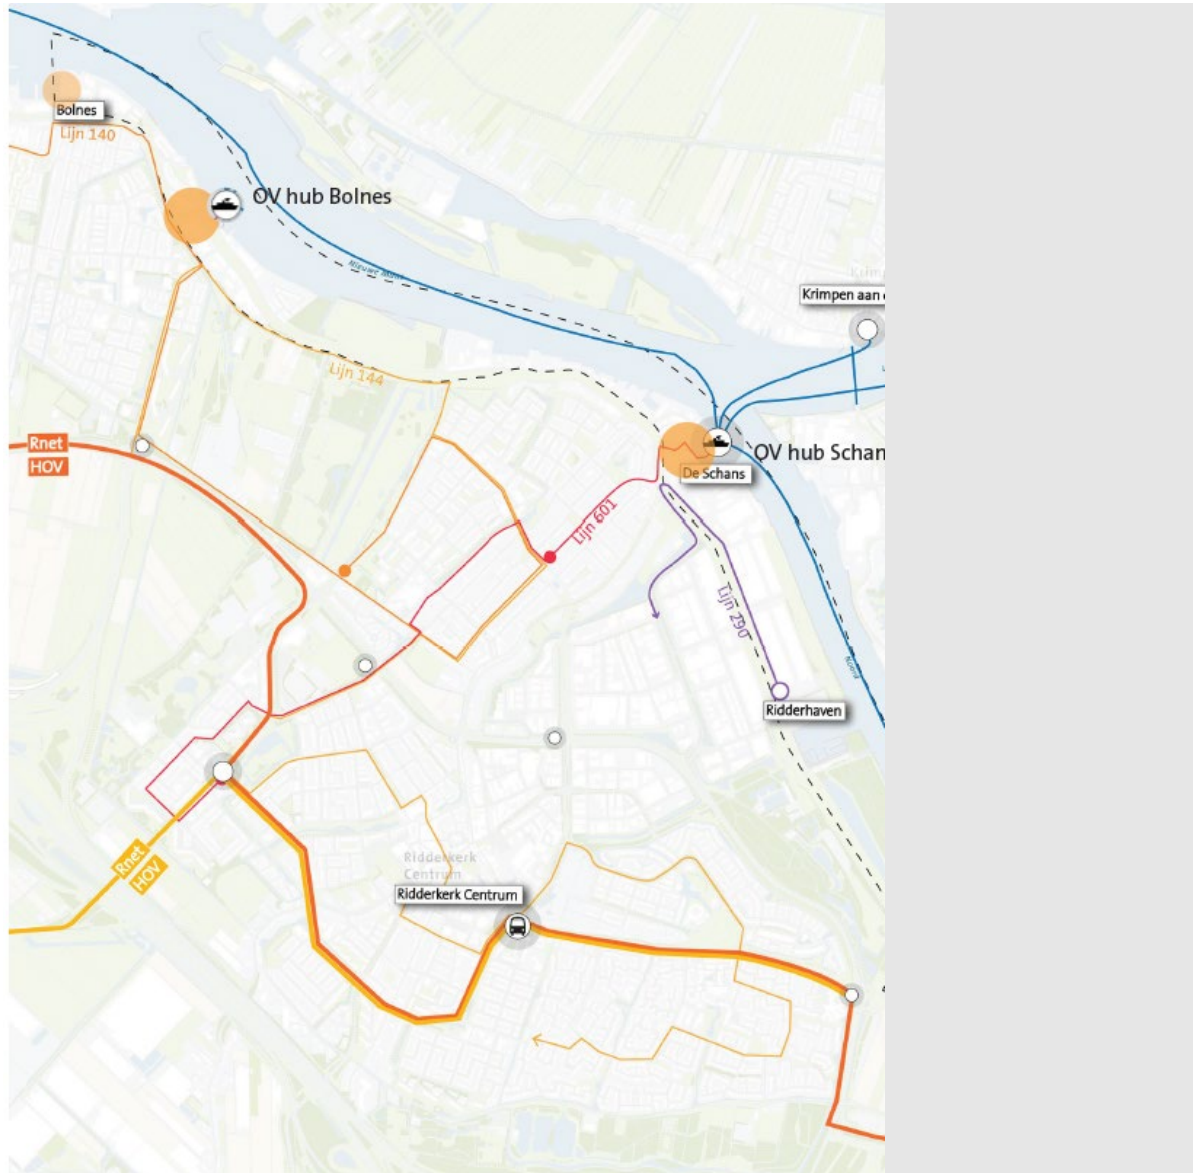 Bolnes
Lijn 140
OV hub Bolnes
Nieuwe Maas
Krimpen aan
Lijn 144
Rnet
HOV
OV hub Schan
De Schans
Lijn 601
Lijn 290
Noord
Ridderhaven
Rnet
HOV
Ridderkerk
Centrum
Ridderkerk Centrum